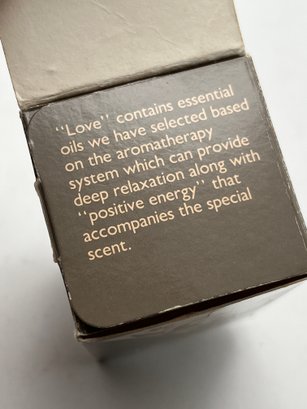 "Love" contains essential
oils we have selected based
on the aromatherapy
system which can provide
deep relaxation along with
"positive energy" that
accompanies the special
scent.